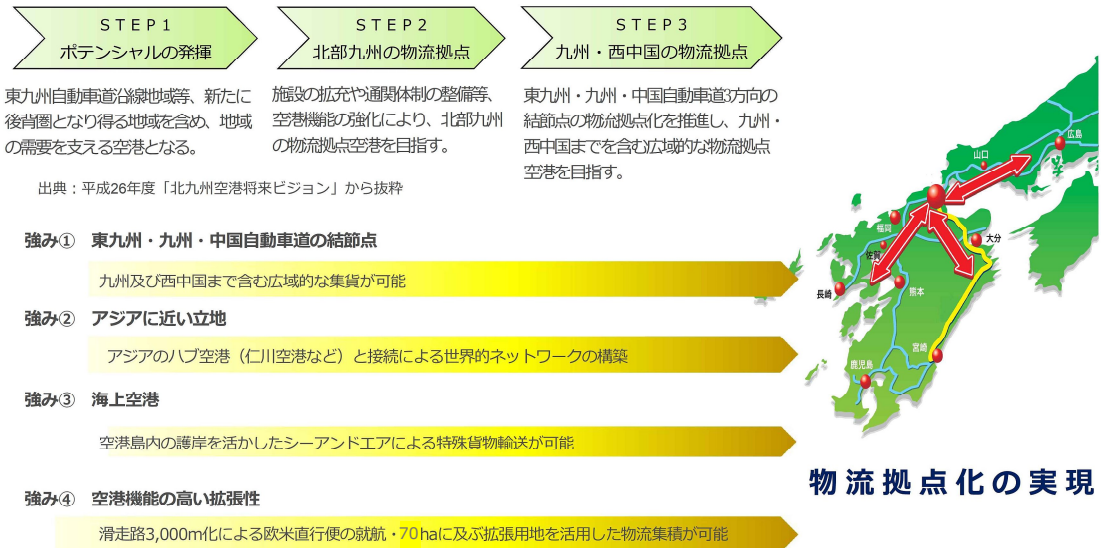 STEP1
ポテンシャルの発揮
東九州自動車道沿線地域等、新たに
後背圏となり得る地域を含め、地域
の需要を支える空港となる。
STEP2
北部九州の物流拠点
施設の拡充や通関体制の整備等、
空港機能の強化により、北部九州
の物流拠点空港を目指す。
STEP3
九州・西中国の物流拠点
東九州・九州・中国自動車道3方向の
結節点の物流拠点化を推進し、九州・
西中国までを含む広域的な物流拠点
空港を目指す。
出典：平成26年度「北九州空港将来ビジョン」から抜粋
強み① 東九州・九州・中国自動車道の結節点
九州及び西中国まで含む広域的な集貨が可能
強み② アジアに近い立地
アジアのハブ空港（仁川空港など）と接続による世界的ネットワークの構築
強み③ 海上空港
空港島内の護岸を活かしたシーアンドエアによる特殊貨物輸送が可能
強み④ 空港機能の高い拡張性
滑走路3,000m化による欧米直行便の就航・70haに及ぶ拡張用地を活用した物流集積が可能
広島
山口
福岡
大分
佐賀
長崎
熊本
宮崎
鹿児島
物流拠点化の実現